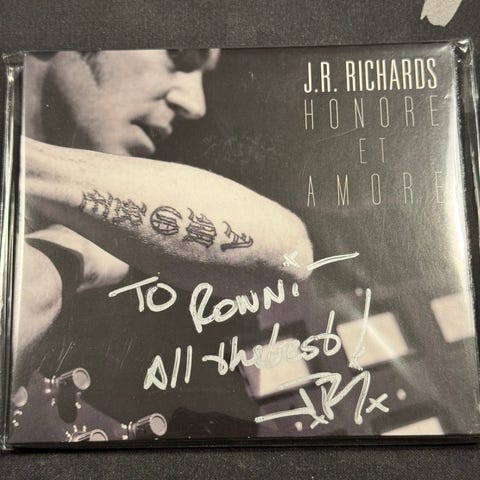 J.R. RICHARDS
HONORE
ET
AMORE
TO RONNI
All the best!
J.R.